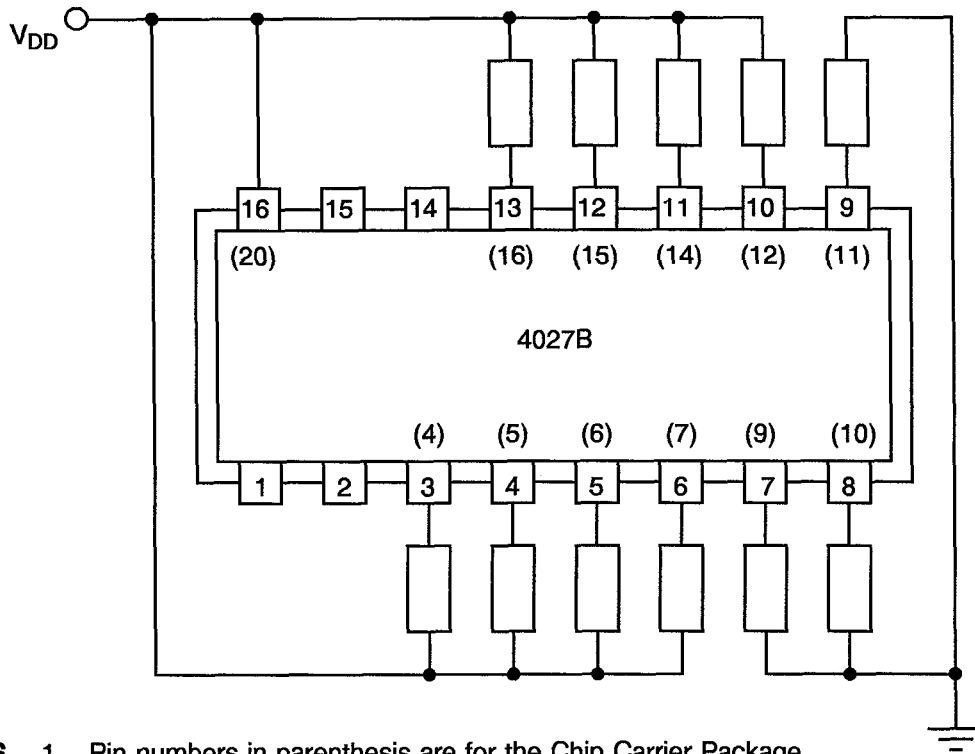 VDD
16 15 14 13 12 11 10 9
(20) (16) (15) (14) (12) (11)
4027B
(4) (5) (6) (7) (9) (10)
1 2 3 4 5 6 7 8
1. Pin numbers in parenthesis are for the Chip Carrier Package